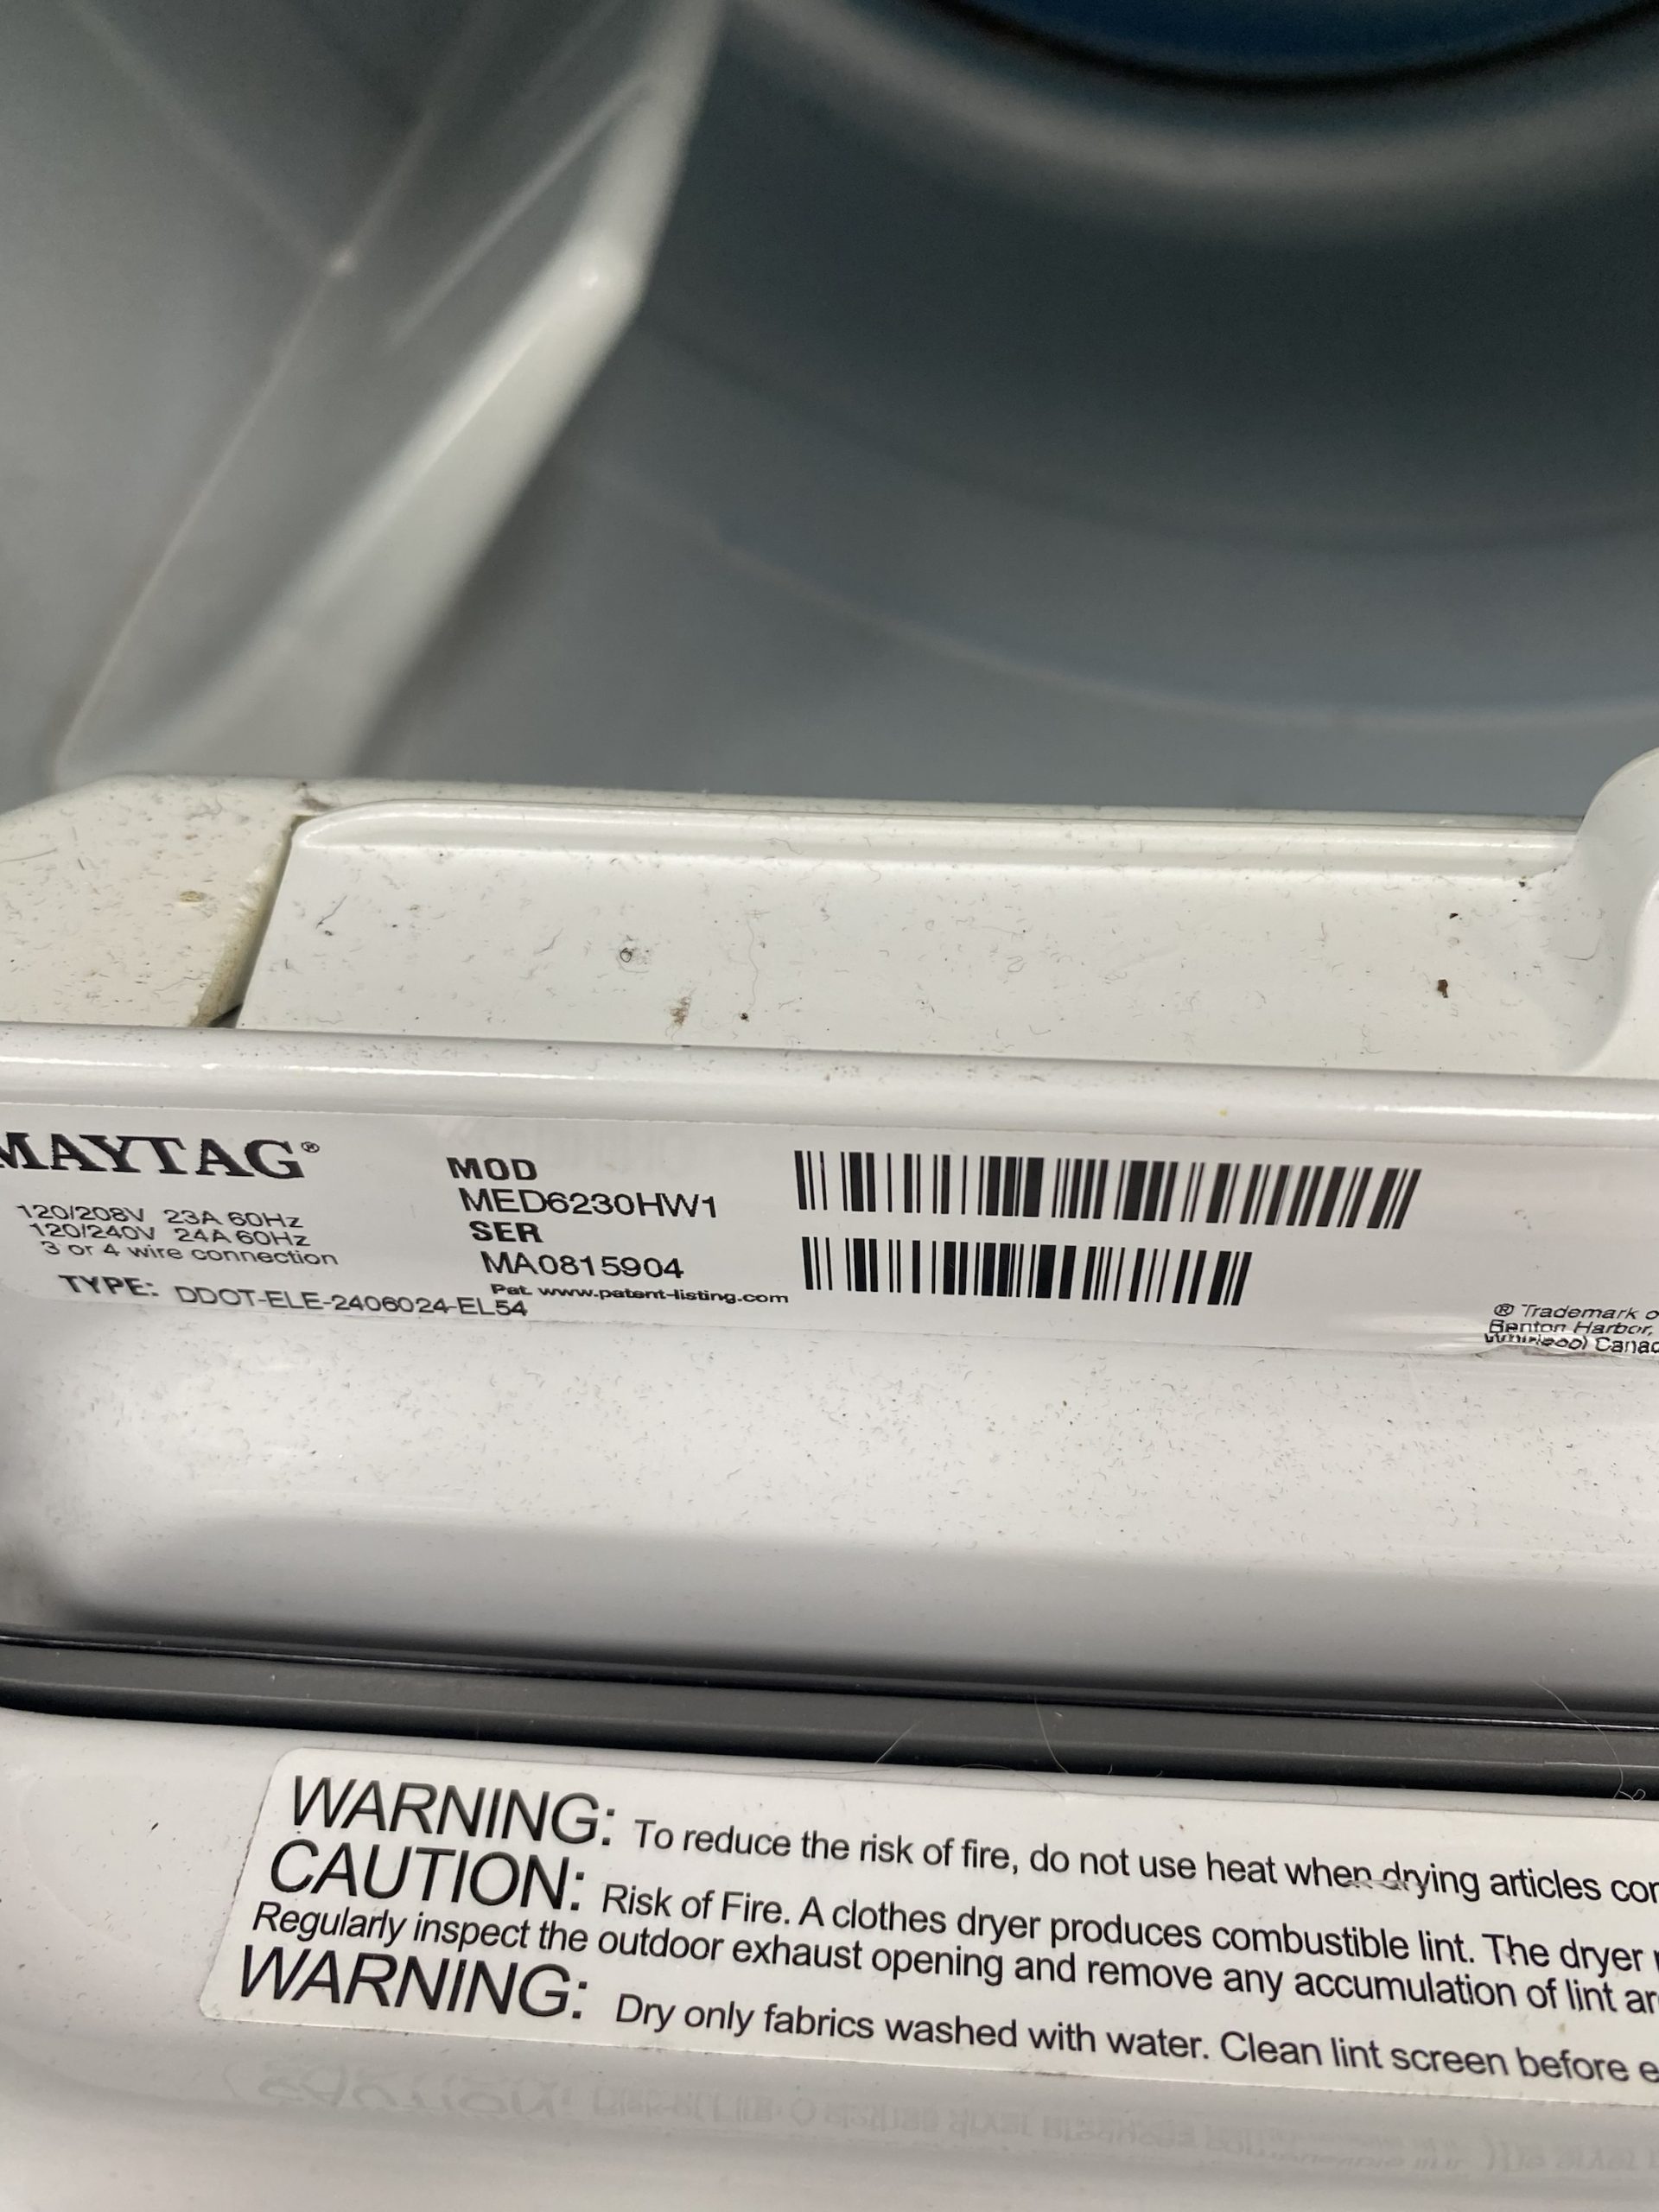 MAYTAG®
120/208V 23A 60Hz
120/240V 24A 60Hz
3 or 4 wire connection
TYPE: DDOT-ELE-2406024-EL54
MOD
MED6230HW1
SER
MA0815904
Pat. www.patent-listing.com
® Trademark o
Benton Harbor,
Whirlpool Canad
WARNING: To reduce the risk of fire, do not use heat when drying articles con
CAUTION: Risk of Fire. A clothes dryer produces combustible lint. The dryer
Regularly inspect the outdoor exhaust opening and remove any accumulation of lint ar
WARNING: Dry only fabrics washed with water. Clean lint screen before e